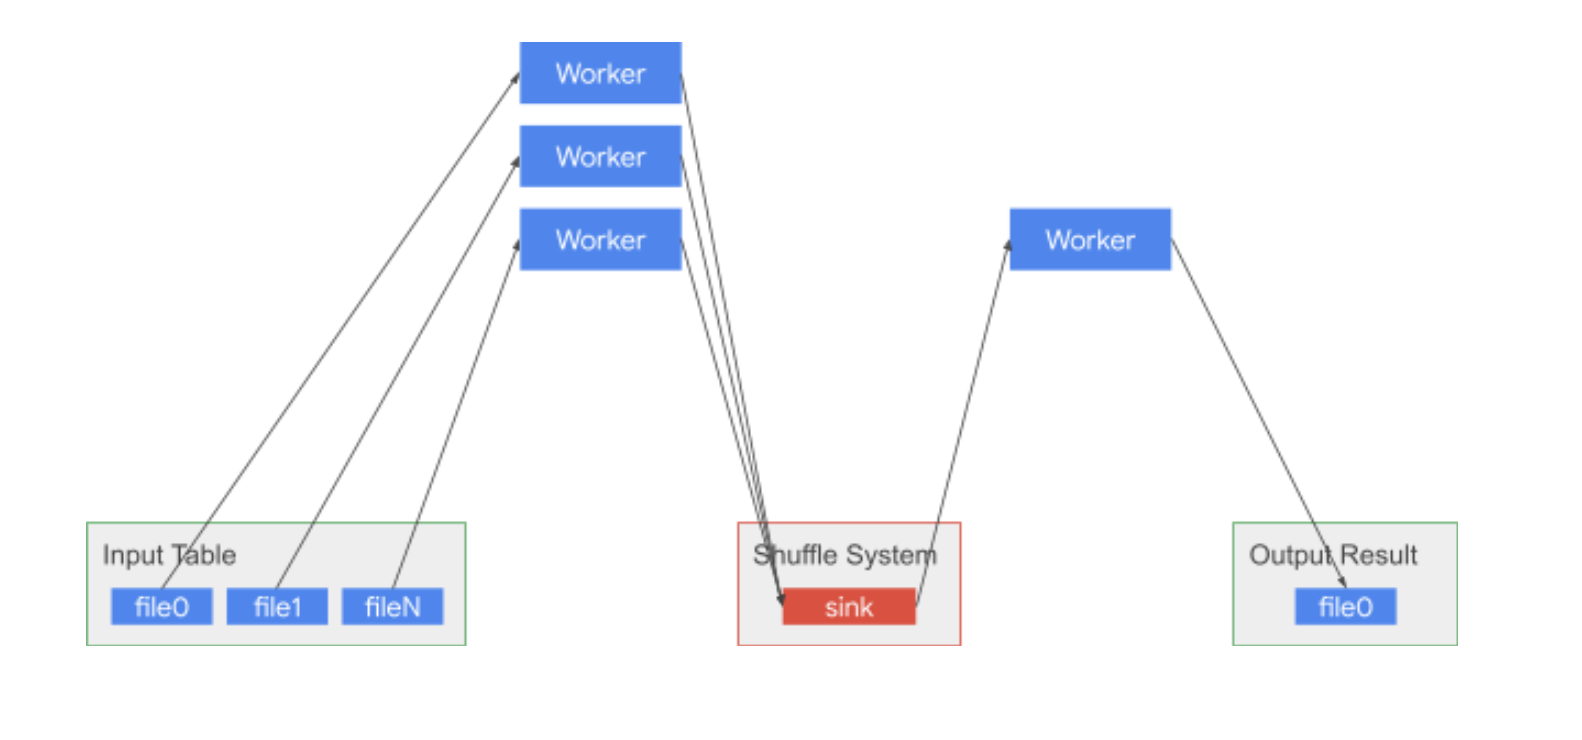 Worker
Worker
Worker
Worker
Input Table
file0
file1
fileN
Shuffle System
sink
Output Result
file0